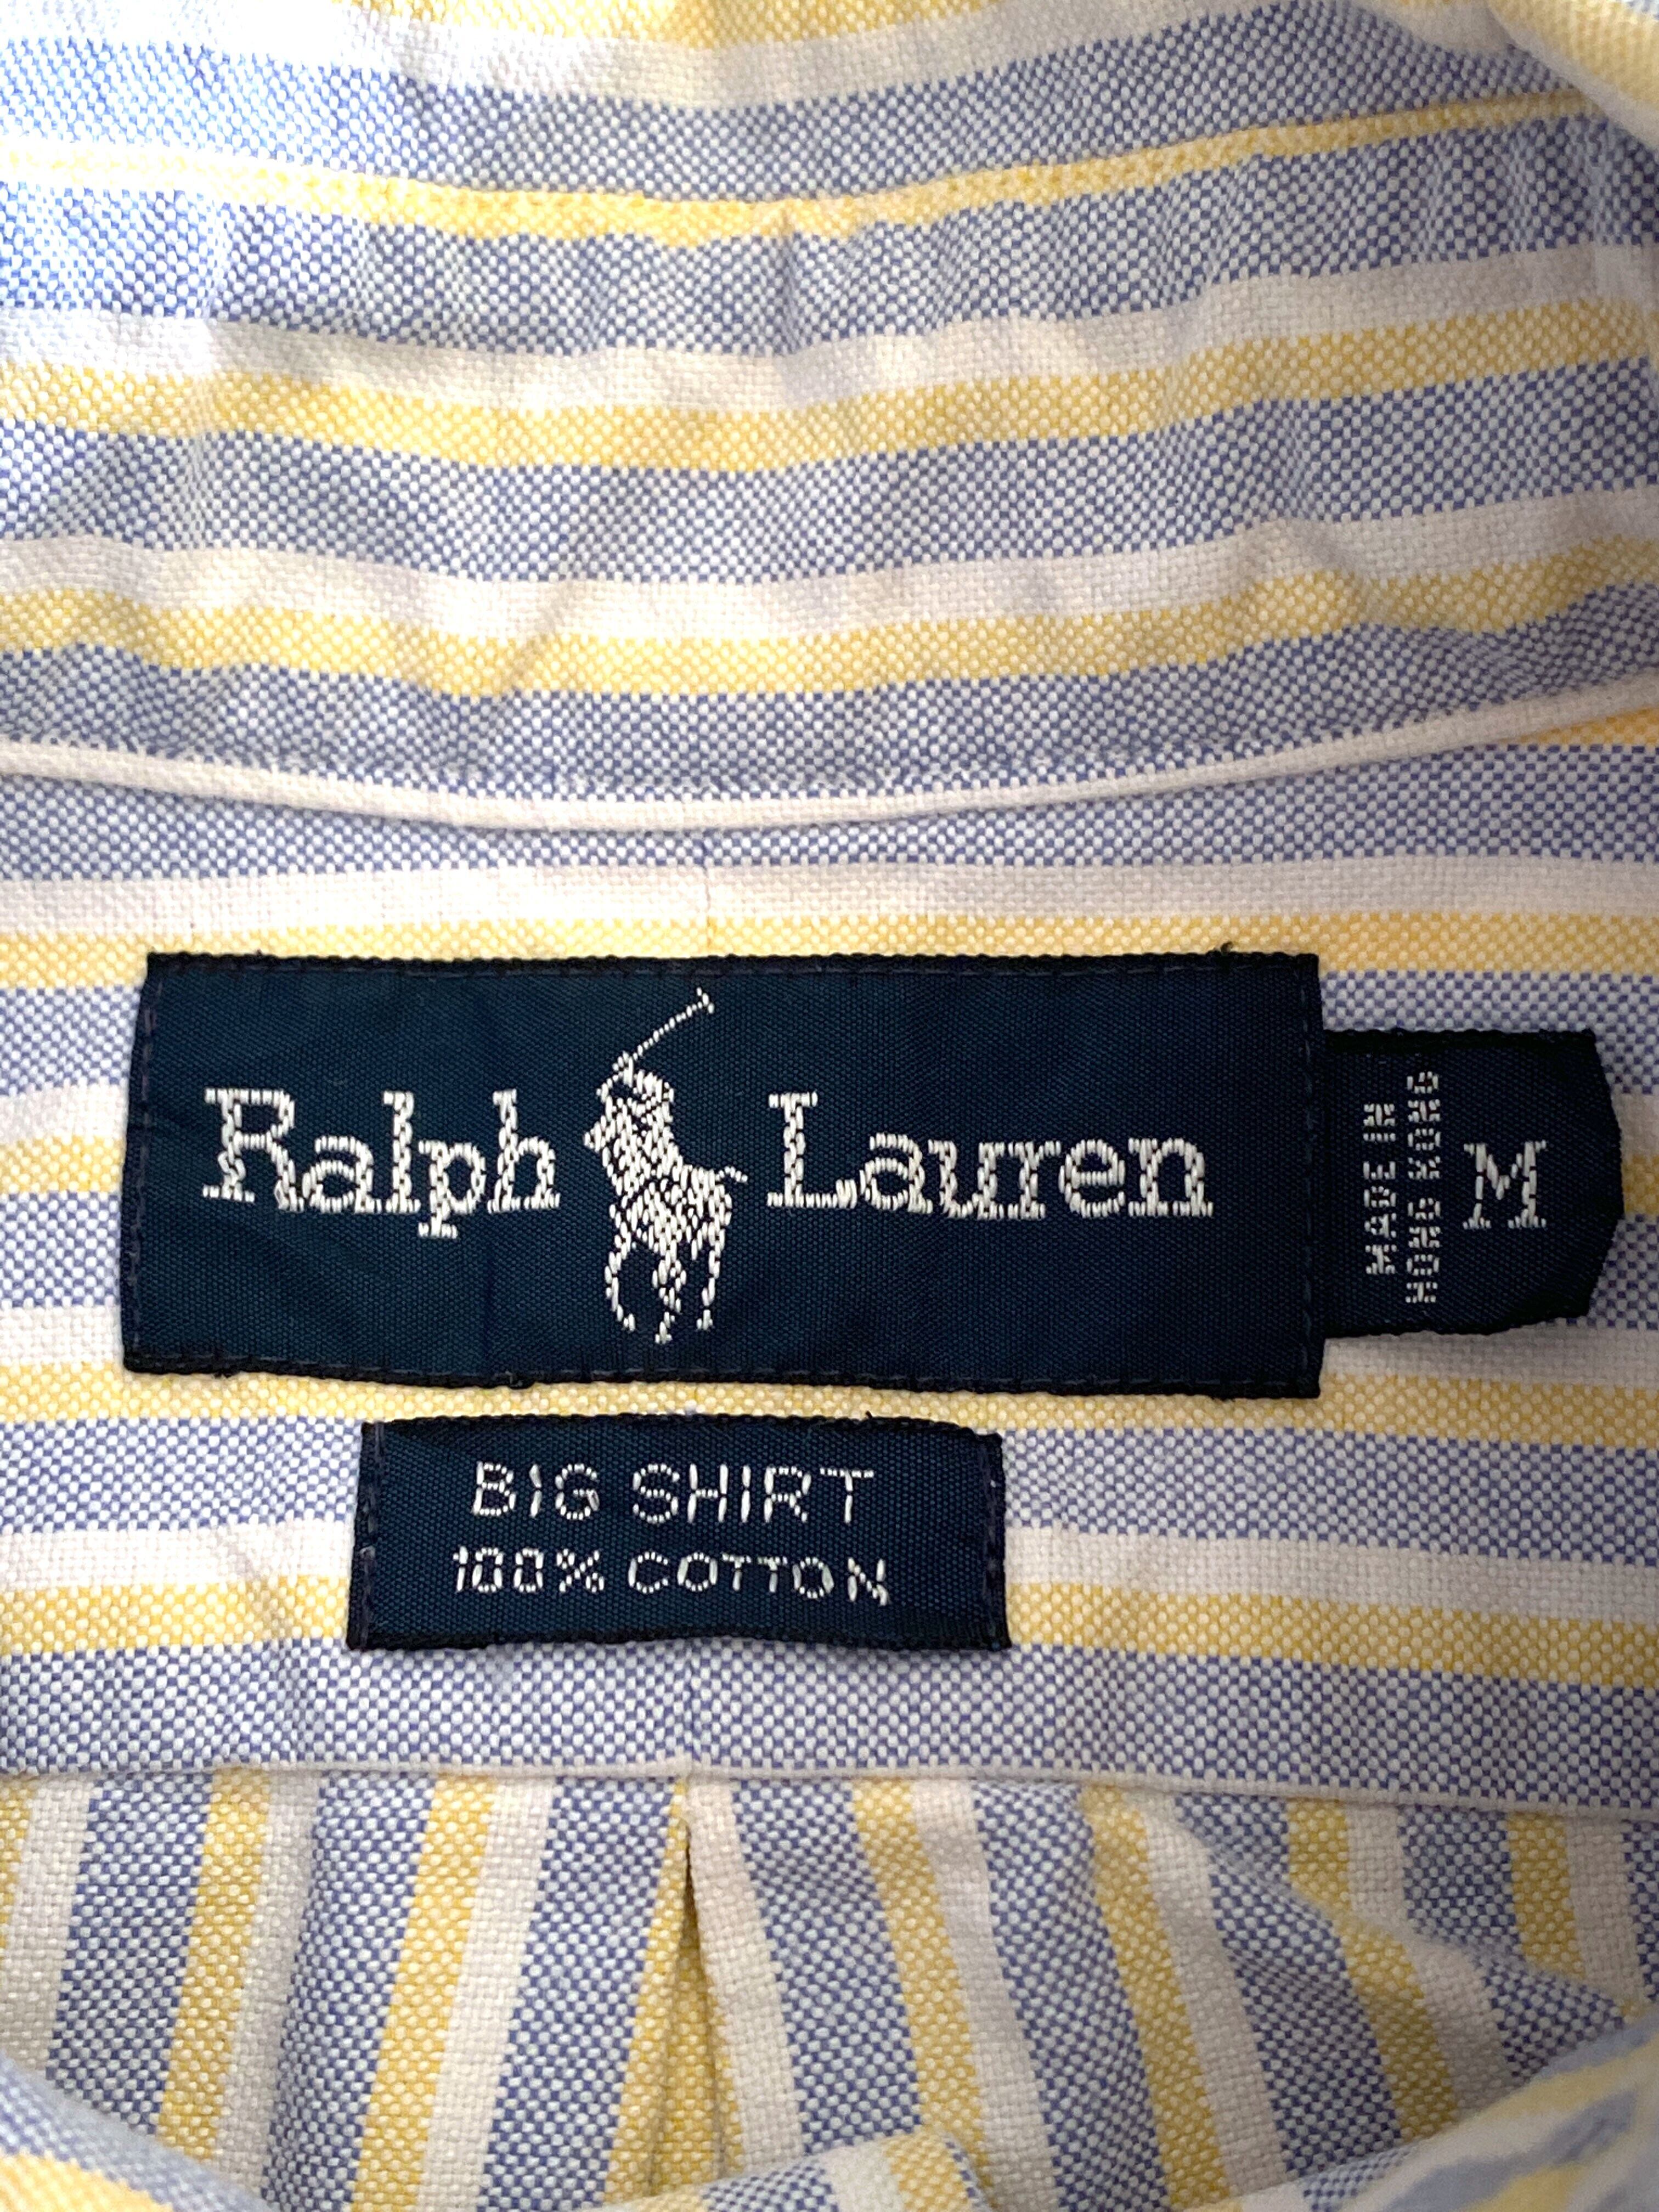 Ralph Lauren
MADE IN
HONG KONG
M
BIG SHIRT
100% COTTON